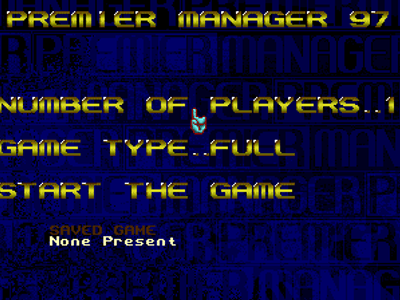 PREMIER MANAGER 97
NUMBER OF PLAYERS..1
GAME TYPE..FULL
START THE GAME
SAVED GAME
None Present